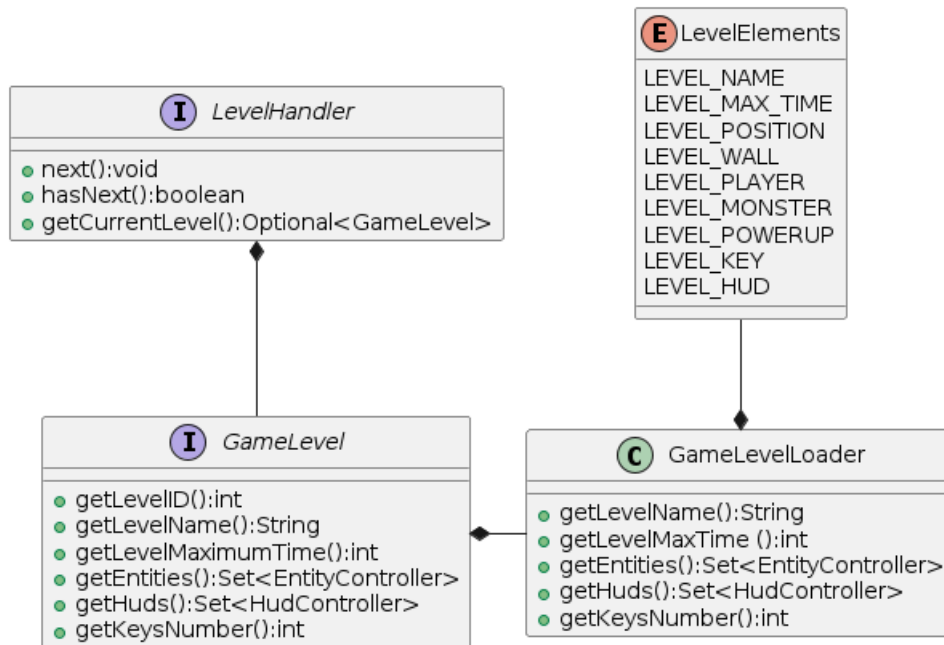 I LevelHandler
next():void
hasNext():boolean
getCurrentLevel():Optional<GameLevel>
E LevelElements
LEVEL_NAME
LEVEL_MAX_TIME
LEVEL_POSITION
LEVEL_WALL
LEVEL_PLAYER
LEVEL_MONSTER
LEVEL_POWERUP
LEVEL_KEY
LEVEL_HUD
I GameLevel
getLevelID():int
getLevelName():String
getLevelMaximumTime():int
getEntities():Set<EntityController>
getHuds():Set<HudController>
getKeysNumber():int
C GameLevelLoader
getLevelName():String
getLevelMaxTime ():int
getEntities():Set<EntityController>
getHuds():Set<HudController>
getKeysNumber():int